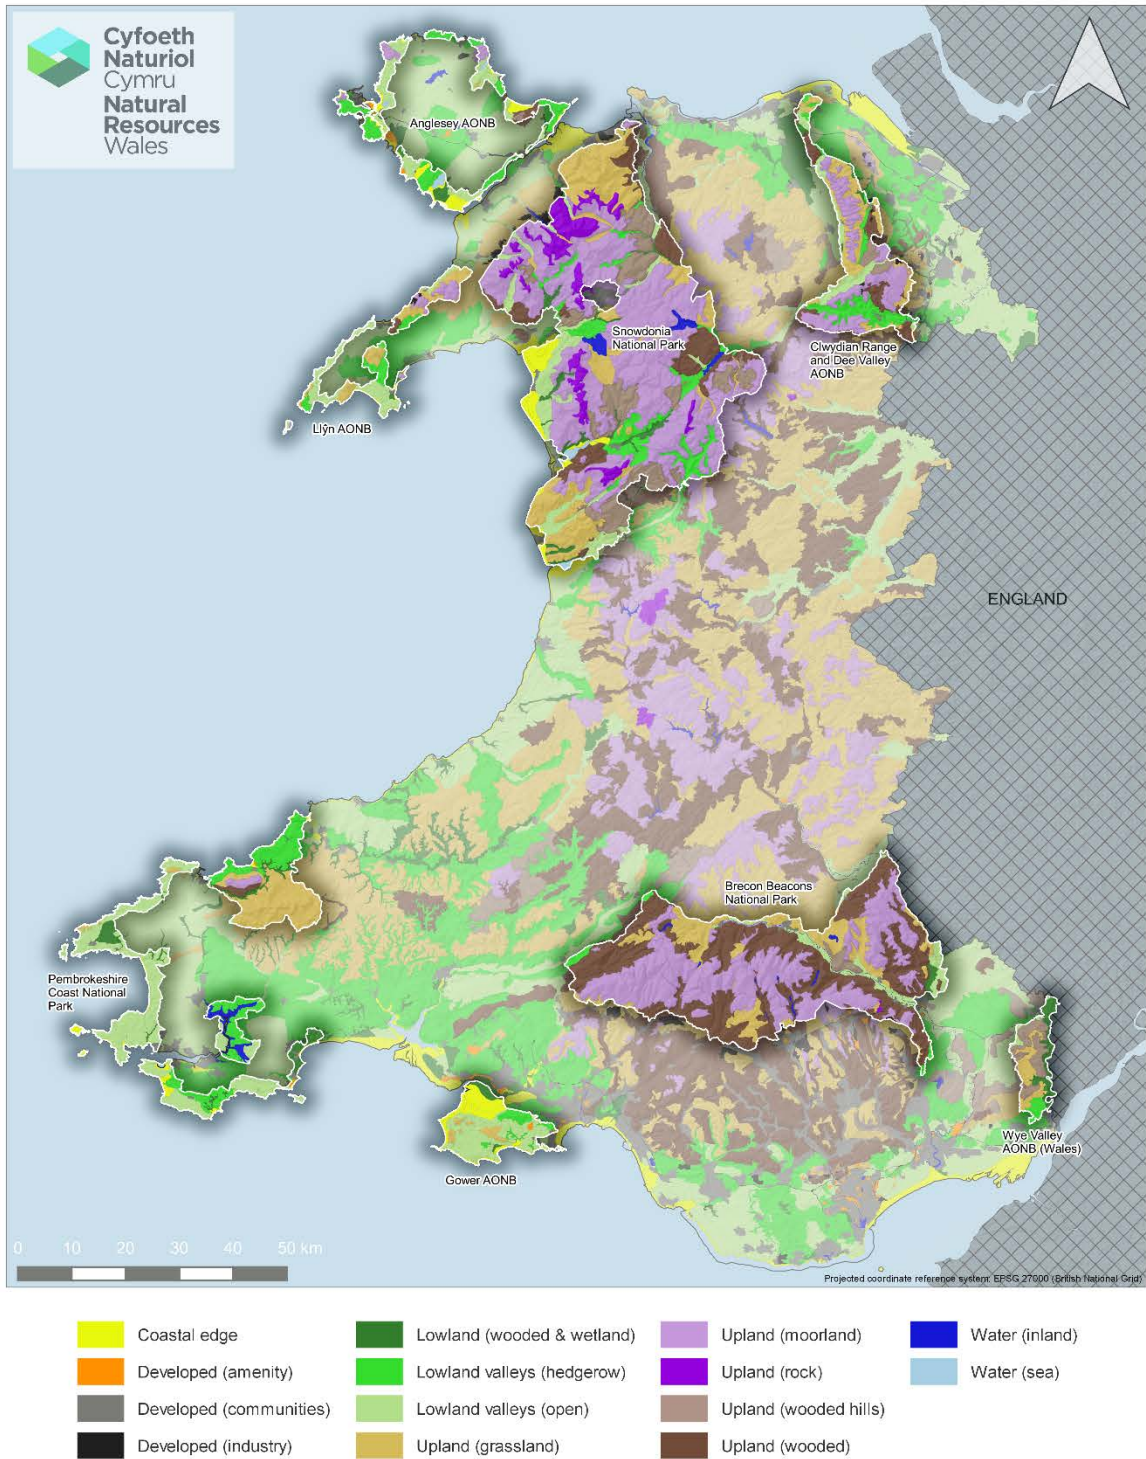 Cyfoeth
Naturiol
Cymru
Natural
Resources
Wales
Anglesey AONB
Snowdonia
National Park
Clwydian Range
and Dee Valley
AONB
Llŷn AONB
ENGLAND
Brecon Beacons
National Park
Pembrokeshire
Coast National
Park
Wye Valley
AONB (Wales)
Gower AONB
0 10 20 30 40 50 km
Projected coordinate reference system: EPSG 27000 (British National Grid)
Coastal edge
Developed (amenity)
Developed (communities)
Developed (industry)
Lowland (wooded & wetland)
Lowland valleys (hedgerow)
Lowland valleys (open)
Upland (grassland)
Upland (moorland)
Upland (rock)
Upland (wooded hills)
Upland (wooded)
Water (inland)
Water (sea)